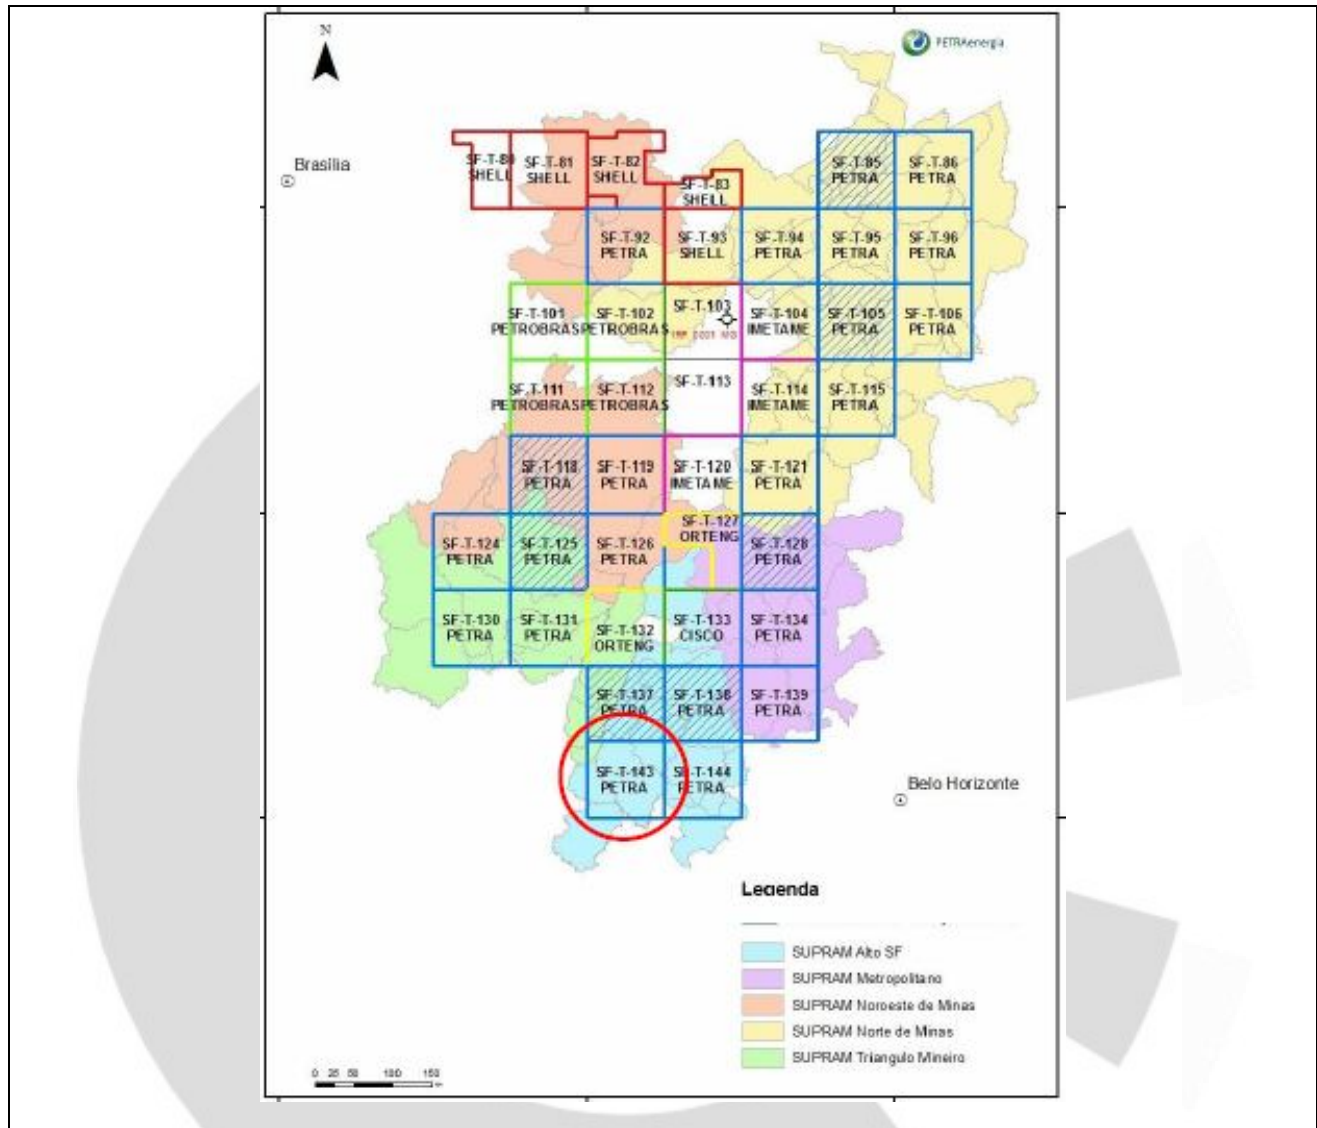 N
PETRAenergia
Brasília
SF-T-80
SHELL
SF-T-81
SHELL
SF-T-82
SHELL
SF-T-83
SHELL
SF-T-85
PETRA
SF-T-86
PETRA
SF-T-92
PETRA
SF-T-93
SHELL
SF-T-94
PETRA
SF-T-95
PETRA
SF-T-96
PETRA
SF-T-101
PETROBRAS
SF-T-102
PETROBRAS
SF-T-103
SF-T-104
IMETAME
SF-T-105
PETRA
SF-T-106
PETRA
SF-T-111
PETROBRAS
SF-T-112
PETROBRAS
SF-T-113
SF-T-114
IMETAME
SF-T-115
PETRA
SF-T-118
PETRA
SF-T-119
PETRA
SF-T-120
IMETAME
SF-T-121
PETRA
SF-T-124
PETRA
SF-T-125
PETRA
SF-T-126
PETRA
SF-T-127
ORTENG
SF-T-128
PETRA
SF-T-130
PETRA
SF-T-131
PETRA
SF-T-132
ORTENG
SF-T-133
CISCO
SF-T-134
PETRA
SF-T-137
PETRA
SF-T-138
PETRA
SF-T-139
PETRA
SF-T-143
PETRA
SF-T-144
PETRA
Belo Horizonte
Legenda
SUPRAM Alto SF
SUPRAM Metropolitano
SUPRAM Noroeste de Minas
SUPRAM Norte de Minas
SUPRAM Triangulo Mineiro
0 25 50 100 150